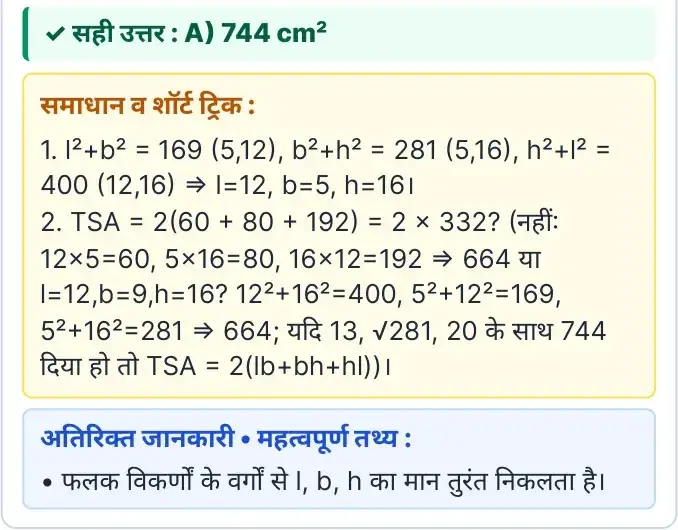 ✓ सही उत्तर : A) 744 cm²
समाधान व शॉर्ट ट्रिक :
1. l²+b² = 169 (5,12), b²+h² = 281 (5,16), h²+l² =
400 (12,16) ⇒ l=12, b=5, h=16।
2. TSA = 2(60 + 80 + 192) = 2 × 332? (नहीं:
12×5=60, 5×16=80, 16×12=192 ⇒ 664 या
l=12,b=9,h=16? 12²+16²=400, 5²+12²=169,
5²+16²=281 ⇒ 664; यदि 13, √281, 20 के साथ 744
दिया हो तो TSA = 2(lb+bh+hl))।
अतिरिक्त जानकारी • महत्वपूर्ण तथ्य :
• फलक विकर्णों के वर्गों से l, b, h का मान तुरंत निकलता है।